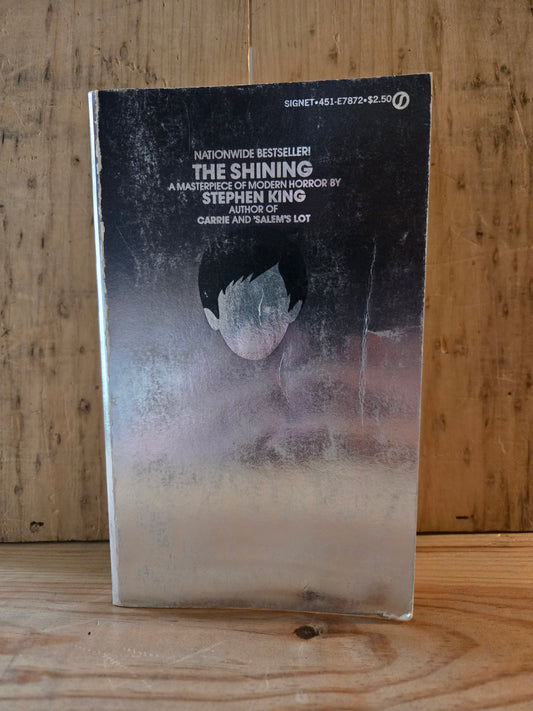 SIGNET•451-E7872•$2.50
NATIONWIDE BESTSELLER!
THE SHINING
A MASTERPIECE OF MODERN HORROR BY
STEPHEN KING
AUTHOR OF
CARRIE AND 'SALEM'S LOT